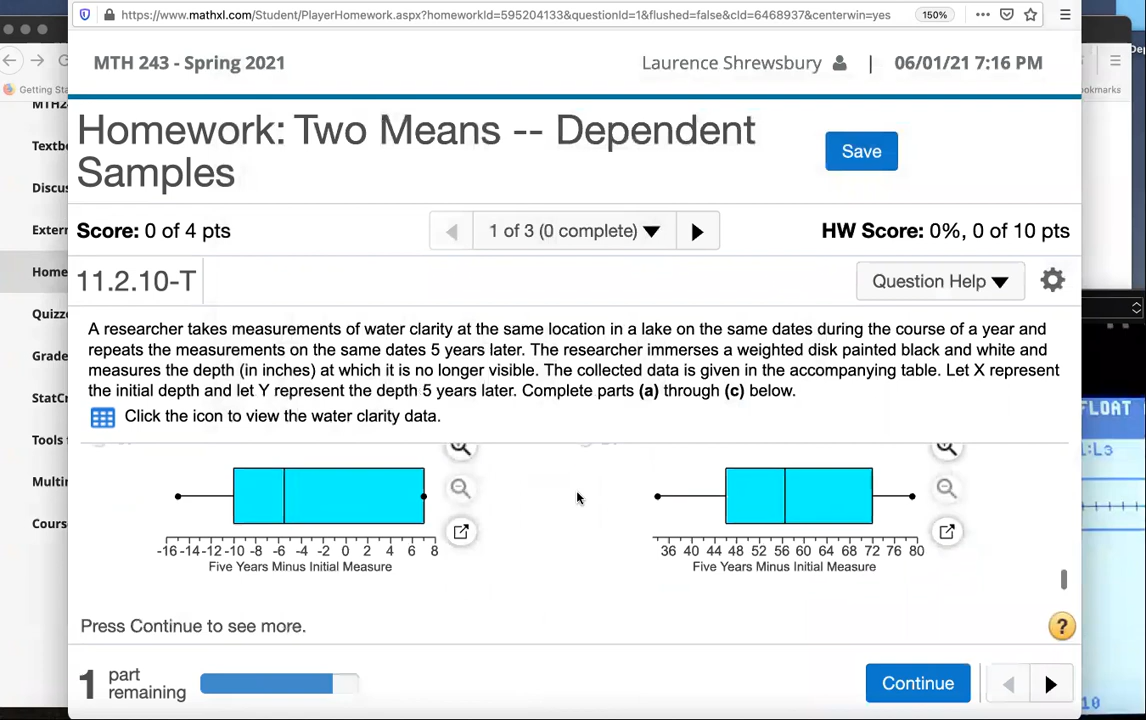 https://www.mathxl.com/Student/PlayerHomework.aspx?homeworkId=595204133&questionId=1&flushed=false&cId=6468937&centerwin=yes
150%
MTH 243 - Spring 2021
Laurence Shrewsbury | 06/01/21 7:16 PM
Getting Sta
okmarks
Homework: Two Means -- Dependent
Samples
Save
Textbo
Discus
Extern
Home
Quizze
Grade
StatCr
Tools f
Multin
Cours
Score: 0 of 4 pts
1 of 3 (0 complete)
HW Score: 0%, 0 of 10 pts
11.2.10-T
Question Help
A researcher takes measurements of water clarity at the same location in a lake on the same dates during the course of a year and
repeats the measurements on the same dates 5 years later. The researcher immerses a weighted disk painted black and white and
measures the depth (in inches) at which it is no longer visible. The collected data is given in the accompanying table. Let X represent
the initial depth and let Y represent the depth 5 years later. Complete parts (a) through (c) below.
Click the icon to view the water clarity data.
FLOAT
:L3
-16 -14 -12 -10 -8 -6 -4 -2 0 2 4 6 8
Five Years Minus Initial Measure
36 40 44 48 52 56 60 64 68 72 76 80
Five Years Minus Initial Measure
Press Continue to see more.
?
1 part
remaining
Continue
10